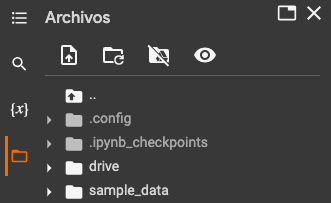 Archivos
..
{x}
.config
.ipynb_checkpoints
drive
sample_data